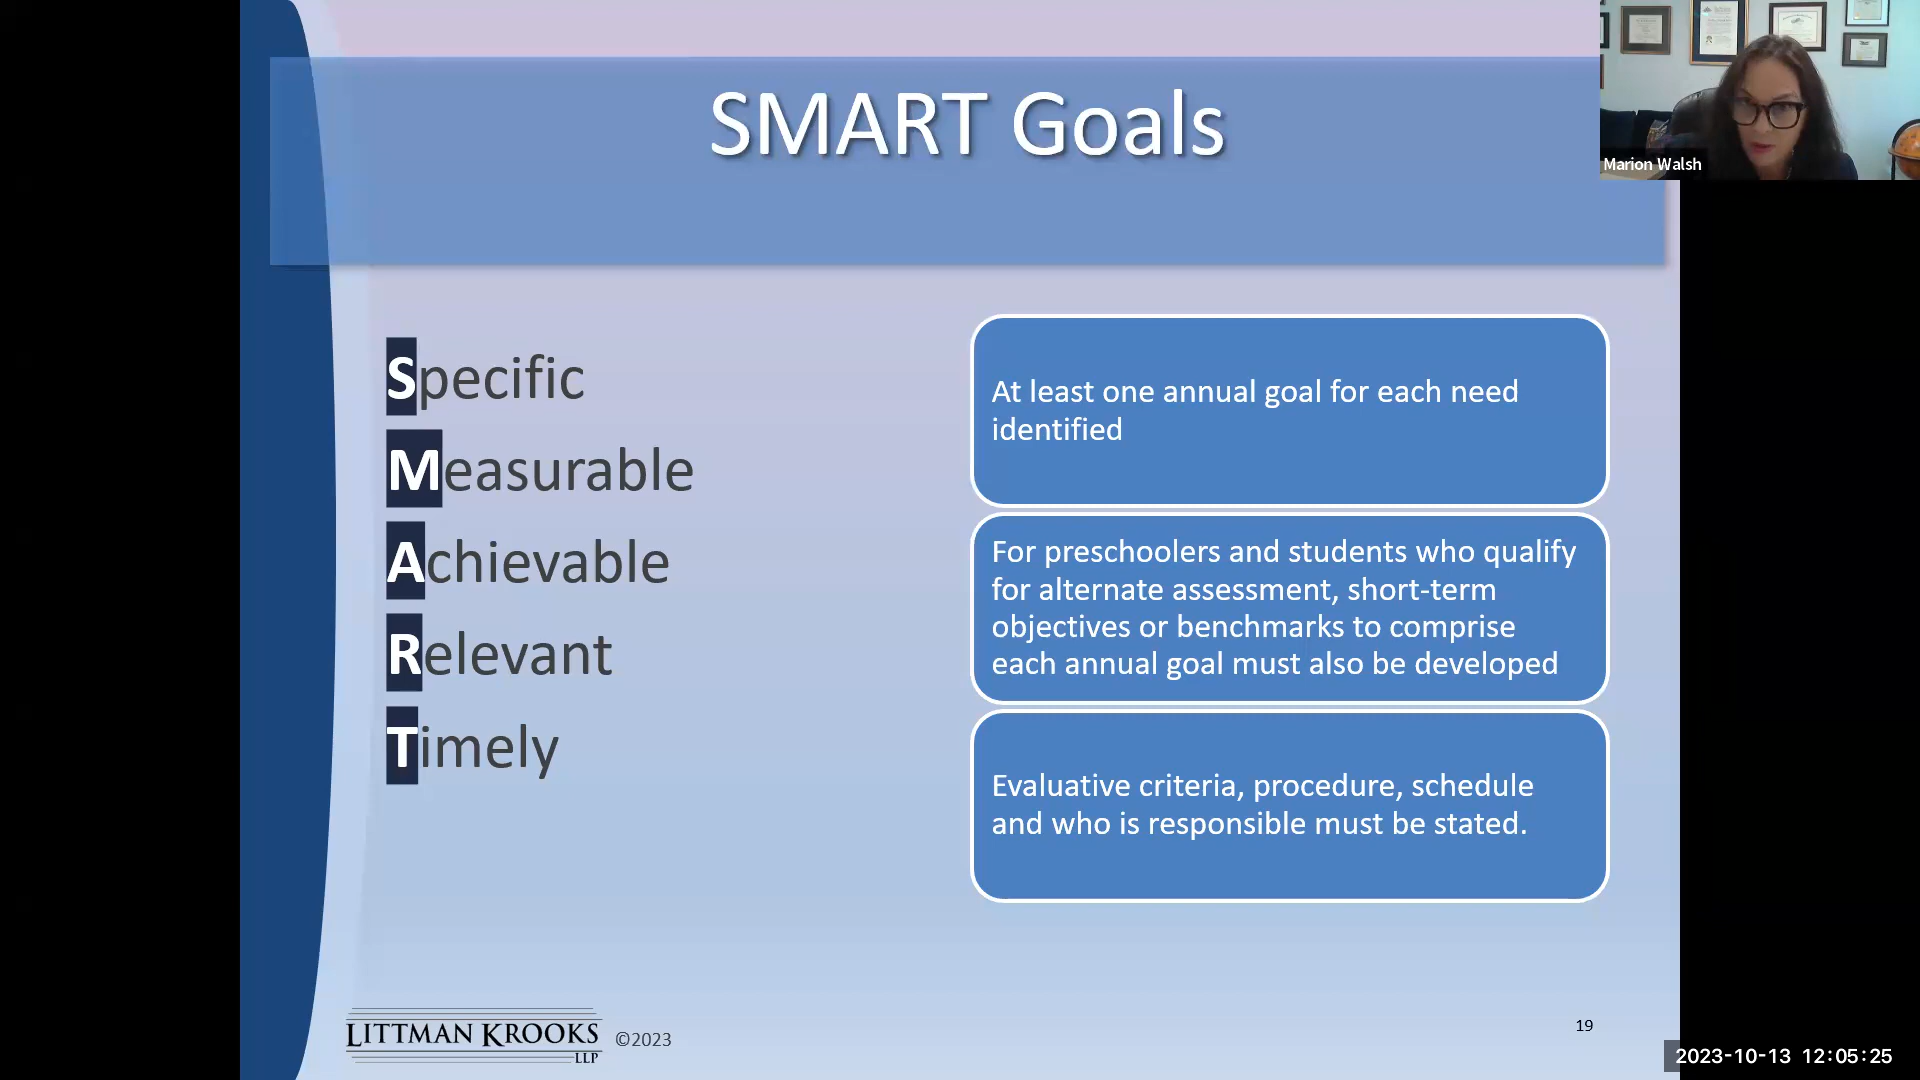 SMART Goals
Marion Walsh
Specific
Measurable
Achievable
Relevant
Timely
At least one annual goal for each need
identified
For preschoolers and students who qualify
for alternate assessment, short-term
objectives or benchmarks to comprise
each annual goal must also be developed
Evaluative criteria, procedure, schedule
and who is responsible must be stated.
LITTMAN KROOKS
LLP
©2023
19
2023-10-13 12:05:25